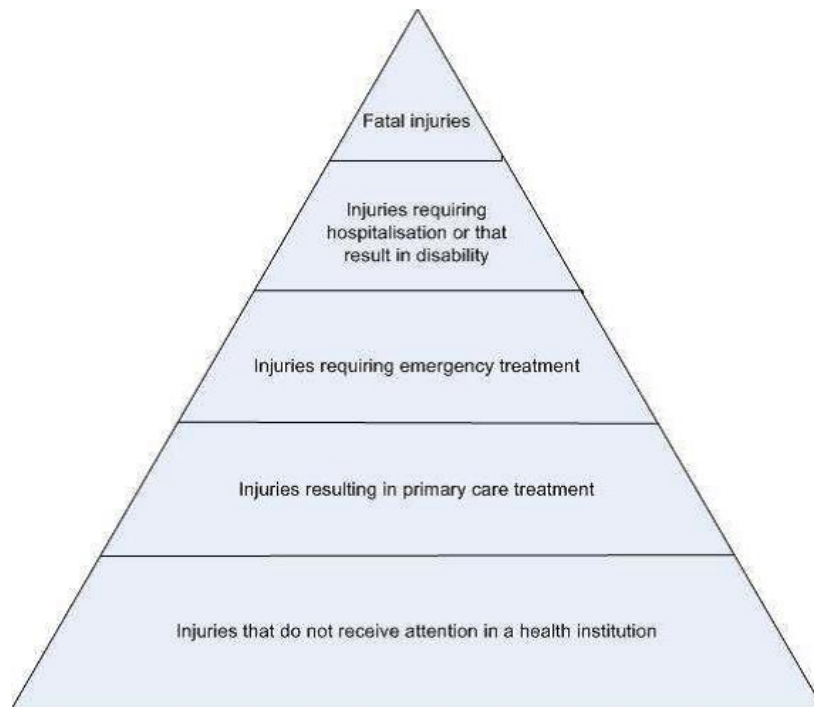 Fatal injuries
Injuries requiring
hospitalisation or that
result in disability
Injuries requiring emergency treatment
Injuries resulting in primary care treatment
Injuries that do not receive attention in a health institution